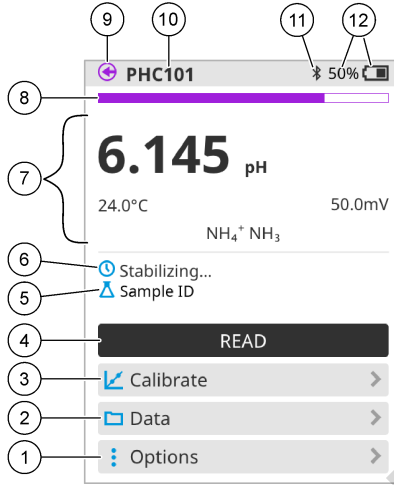 9 10 11 12
PHC101 50%
8
6.145 pH
7
24.0°C 50.0mV
NH₄⁺ NH₃
6 Stabilizing...
5 Sample ID
4 READ
3 Calibrate
2 Data
1 Options